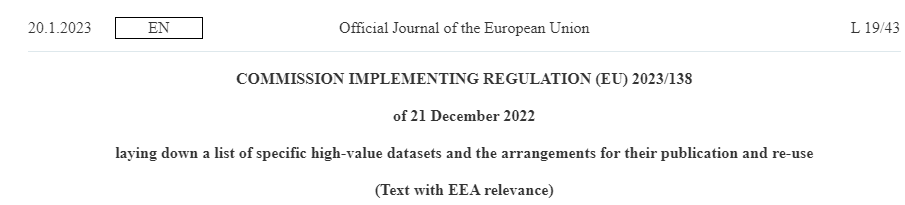 20.1.2023 EN Official Journal of the European Union L 19/43
COMMISSION IMPLEMENTING REGULATION (EU) 2023/138
of 21 December 2022
laying down a list of specific high-value datasets and the arrangements for their publication and re-use
(Text with EEA relevance)